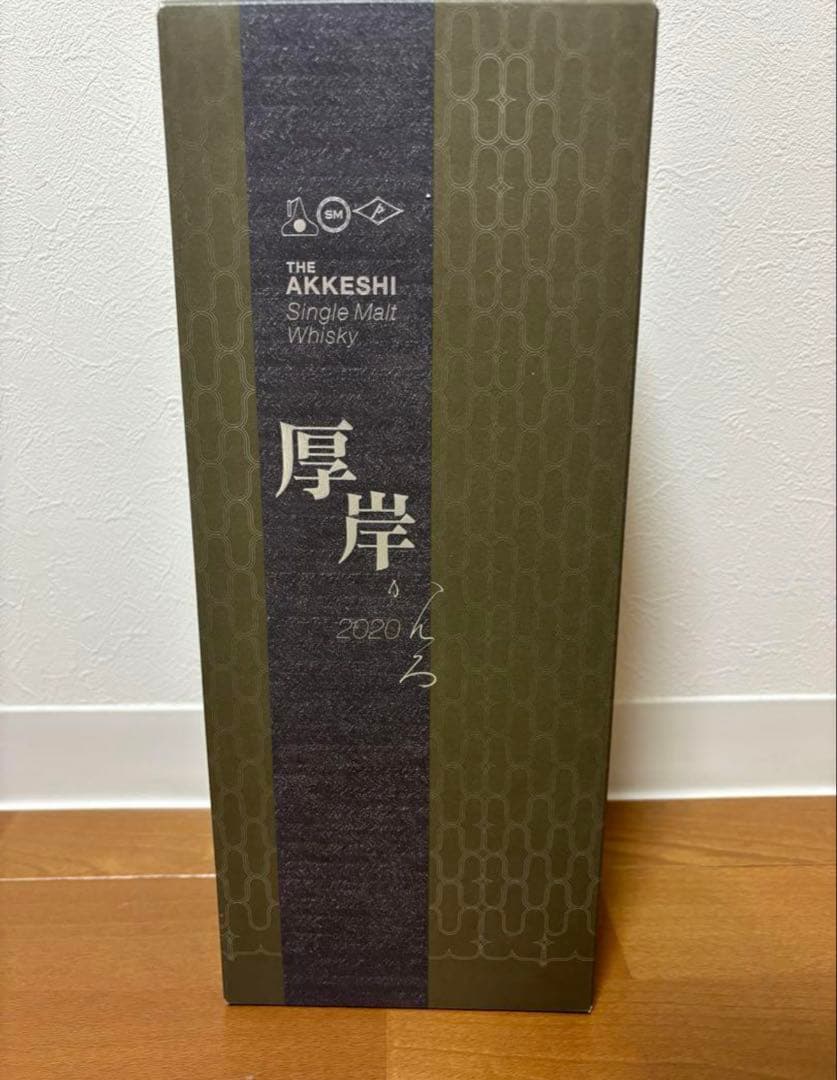 SM
THE
AKKESHI
Single Malt
Whisky
厚岸
2020
かんろ